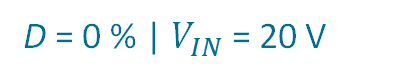 D = 0 % | V_IN = 20 V